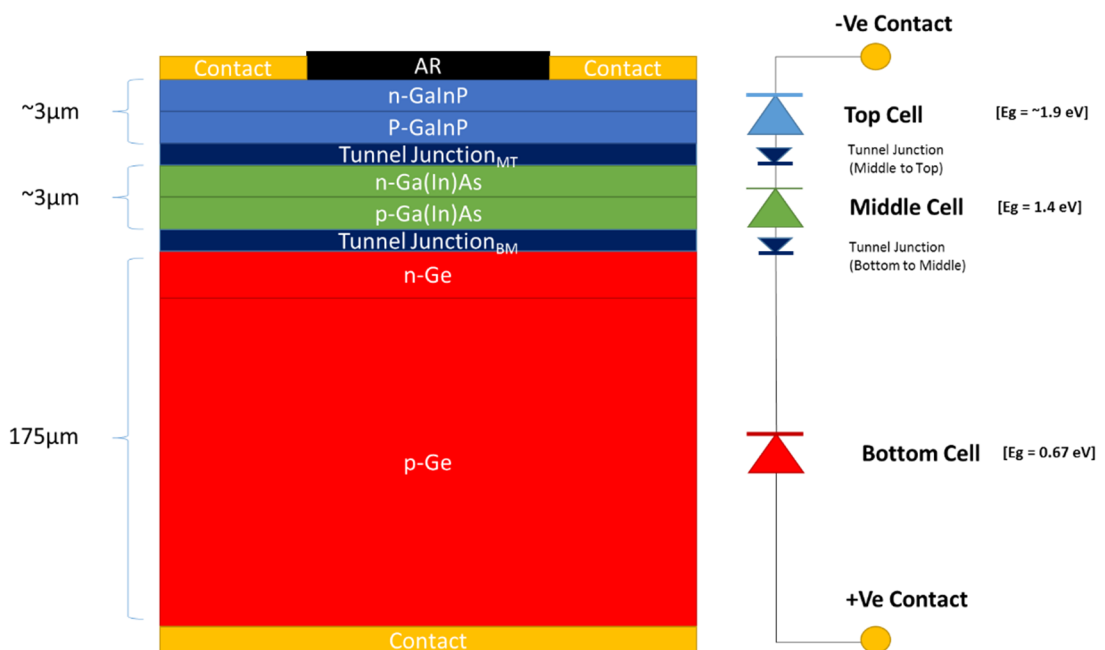 -Ve Contact
Contact
AR
Contact
n-GaInP
~3µm
P-GaInP
Top Cell
[Eg = ~1.9 eV]
Tunnel JunctionMT
Tunnel Junction
(Middle to Top)
n-Ga(In)As
~3µm
p-Ga(In)As
Middle Cell
[Eg = 1.4 eV]
Tunnel JunctionBM
Tunnel Junction
(Bottom to Middle)
n-Ge
175µm
p-Ge
Bottom Cell
[Eg = 0.67 eV]
+Ve Contact
Contact